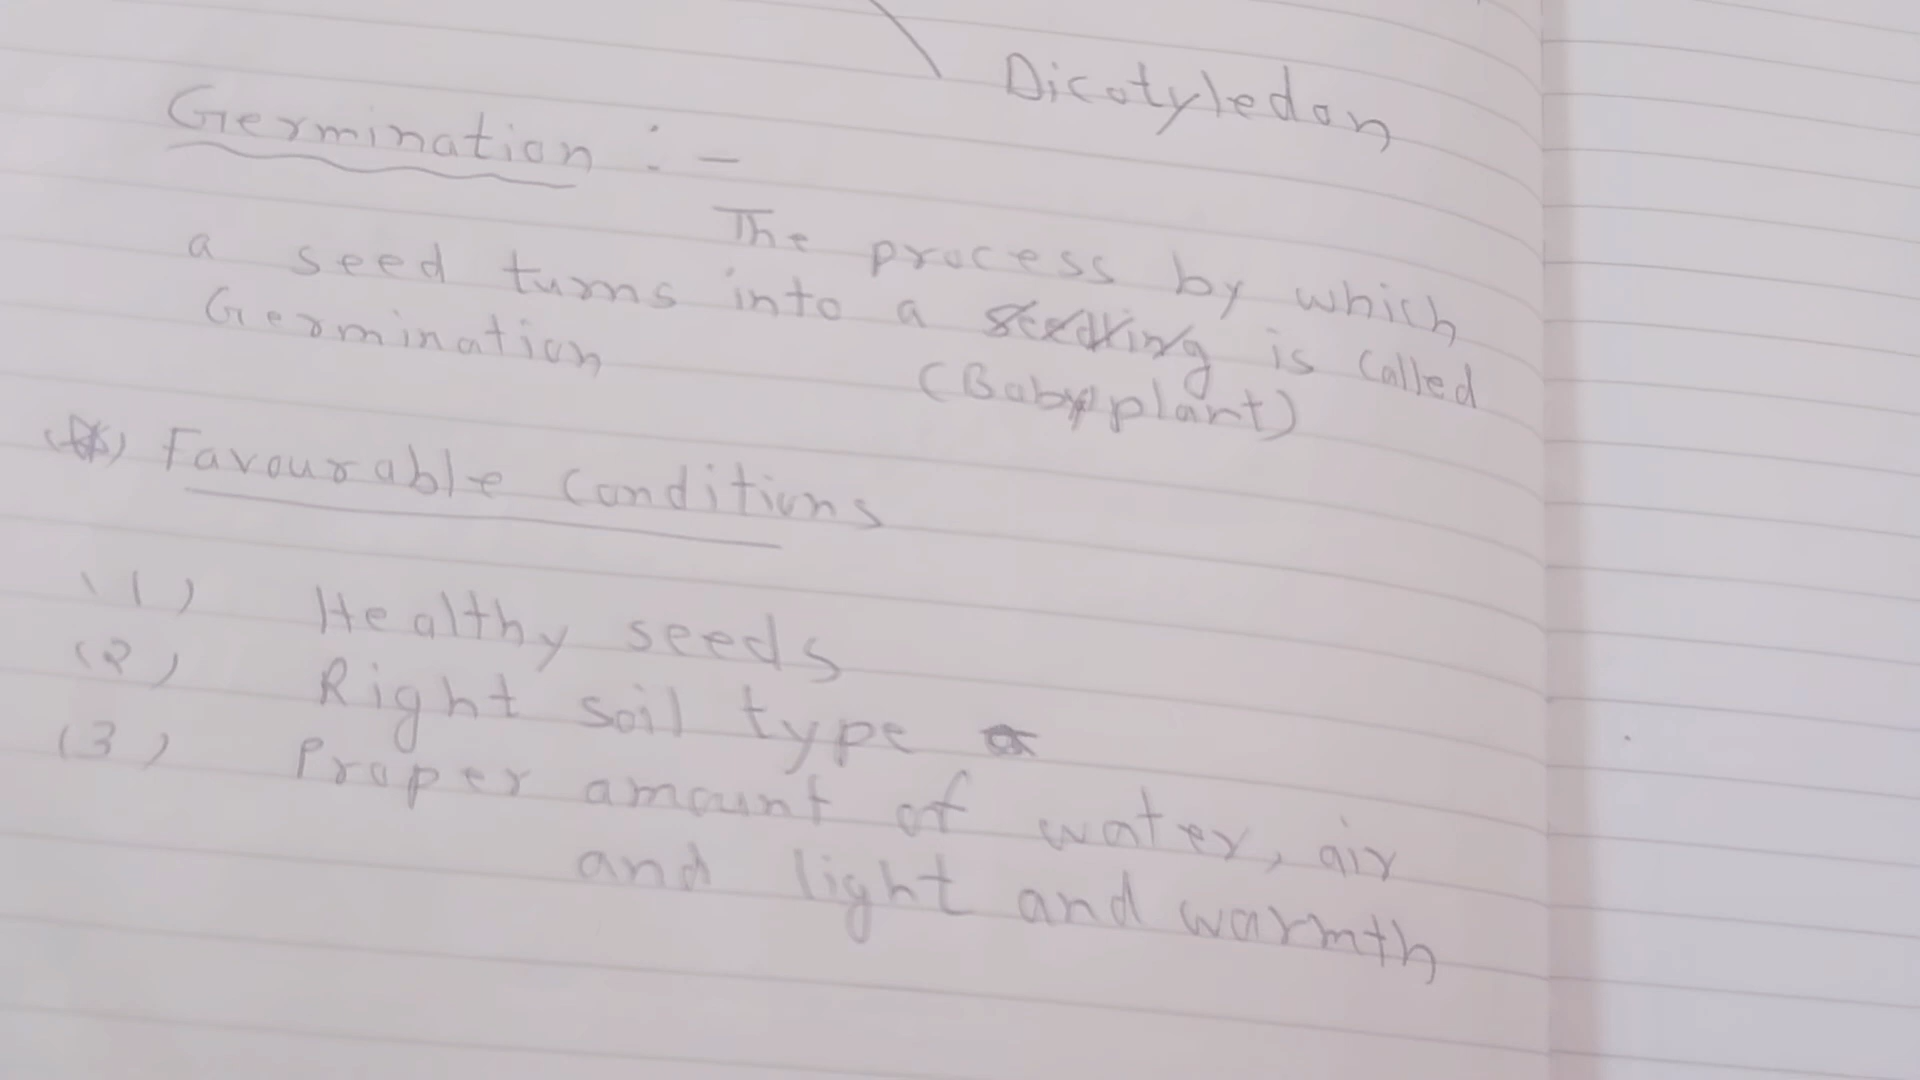 Dicotyledon
Germination :-
The process by which
a seed turns into a seedling is called
Germination (Baby plant)
Favourable conditions
(1) Healthy seeds
(2) Right soil type
(3) Proper amount of water, air
and light and warmth